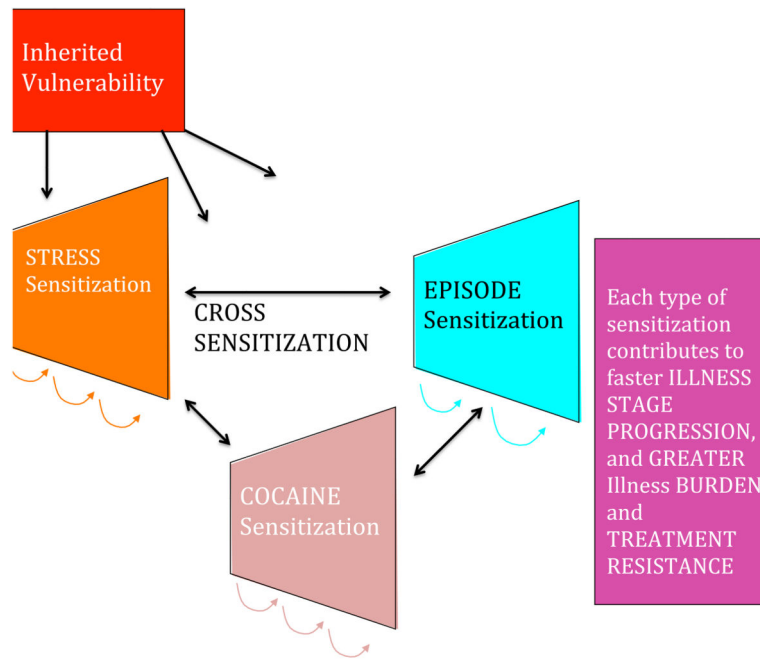 Inherited
Vulnerability
STRESS
Sensitization
CROSS
SENSITIZATION
EPISODE
Sensitization
COCAINE
Sensitization
Each type of
sensitization
contributes to
faster ILLNESS
STAGE
PROGRESSION,
and GREATER
Illness BURDEN
and
TREATMENT
RESISTANCE